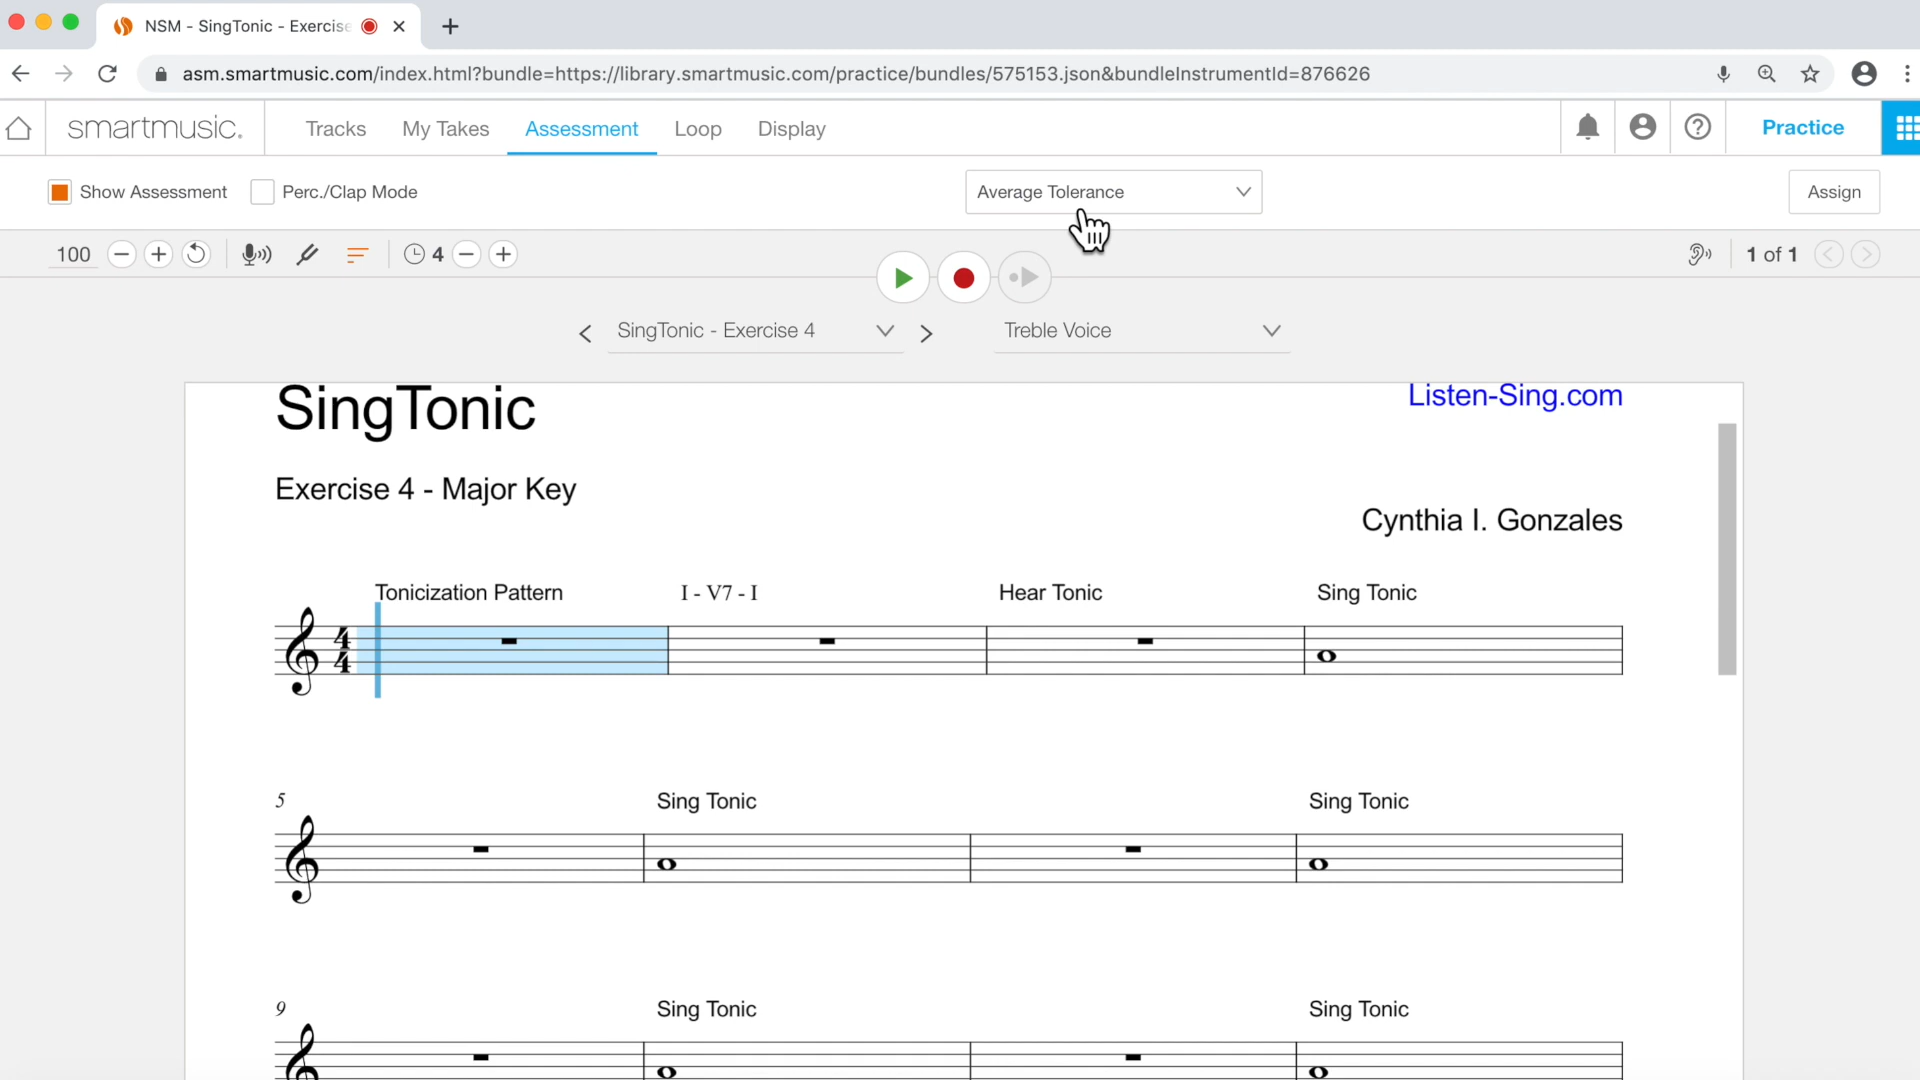 NSM - SingTonic - Exercise
asm.smartmusic.com/index.html?bundle=https://library.smartmusic.com/practice/bundles/575153.json&bundleInstrumentId=876626
smartmusic.
Tracks
My Takes
Assessment
Loop
Display
Practice
Show Assessment
Perc./Clap Mode
Average Tolerance
Assign
100
4
1 of 1
SingTonic - Exercise 4
Treble Voice
SingTonic
Listen-Sing.com
Exercise 4 - Major Key
Cynthia I. Gonzales
Tonicization Pattern
I - V7 - I
Hear Tonic
Sing Tonic
4
4
5
Sing Tonic
Sing Tonic
9
Sing Tonic
Sing Tonic